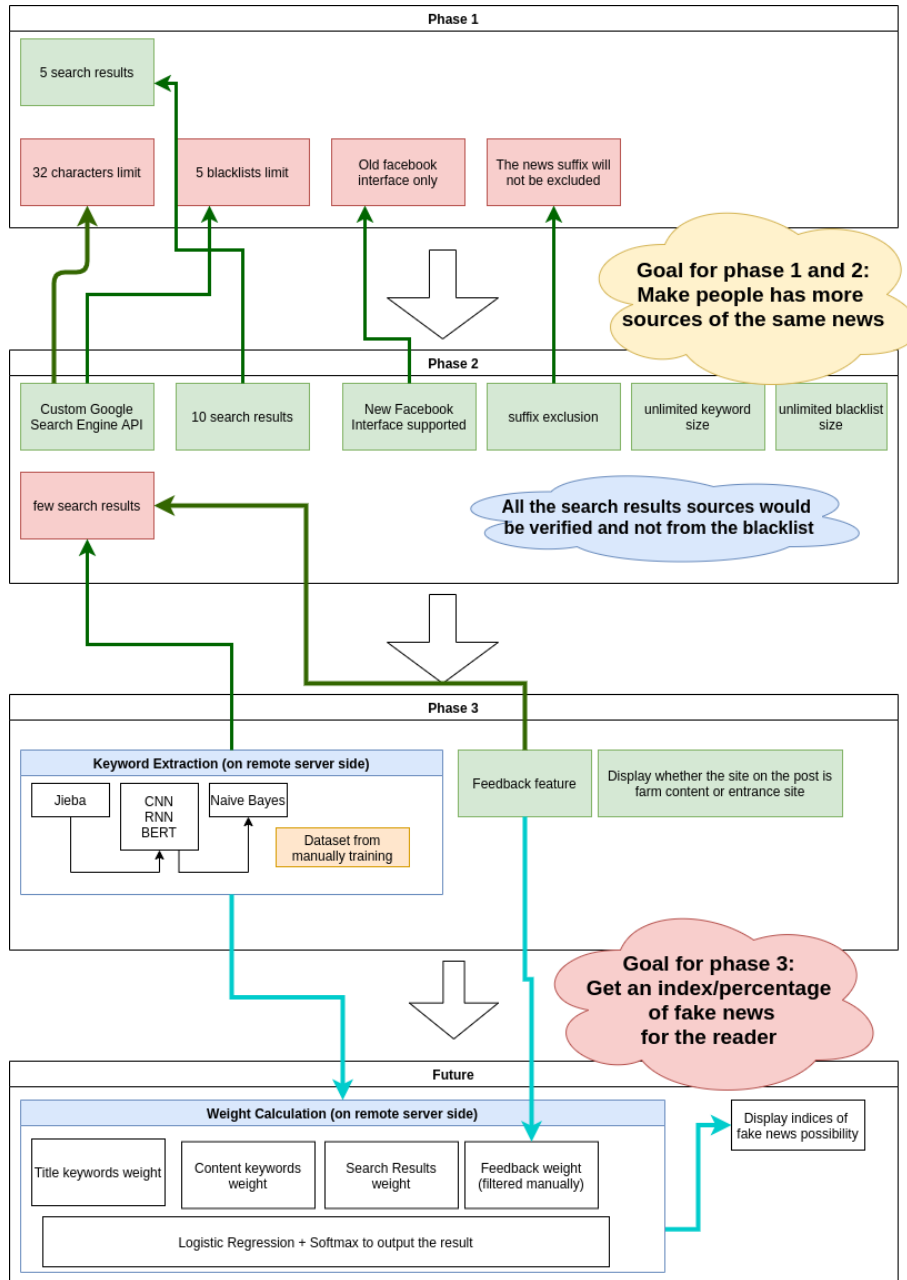 Phase 1
5 search results
32 characters limit
5 blacklists limit
Old facebook
interface only
The news suffix will
not be excluded
Goal for phase 1 and 2:
Make people has more
sources of the same news
Phase 2
Custom Google
Search Engine API
10 search results
New Facebook
Interface supported
suffix exclusion
unlimited keyword
size
unlimited blacklist
size
few search results
All the search results sources would
be verified and not from the blacklist
Phase 3
Keyword Extraction (on remote server side)
Jieba
CNN
RNN
BERT
Naive Bayes
Dataset from
manually training
Feedback feature
Display whether the site on the post is
farm content or entrance site
Goal for phase 3:
Get an index/percentage
of fake news
for the reader
Future
Weight Calculation (on remote server side)
Title keywords weight
Content keywords
weight
Search Results
weight
Feedback weight
(filtered manually)
Logistic Regression + Softmax to output the result
Display indices of
fake news possibility